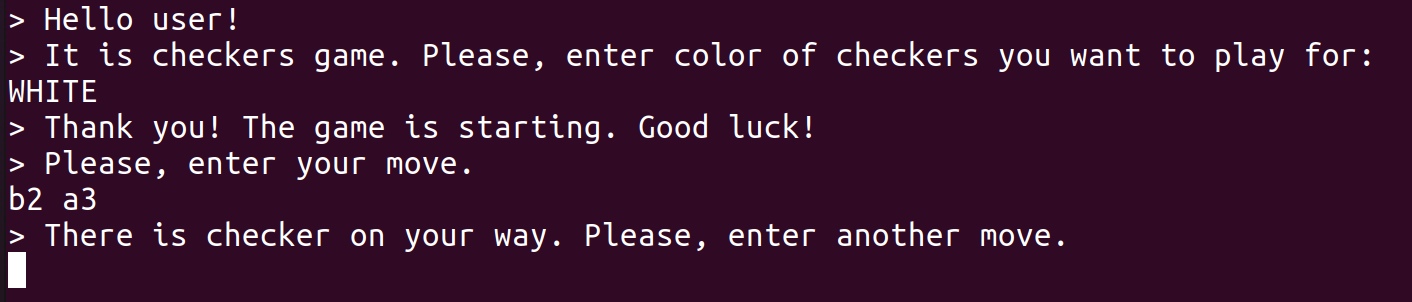 > Hello user!
> It is checkers game. Please, enter color of checkers you want to play for:
WHITE
> Thank you! The game is starting. Good luck!
> Please, enter your move.
b2 a3
> There is checker on your way. Please, enter another move.